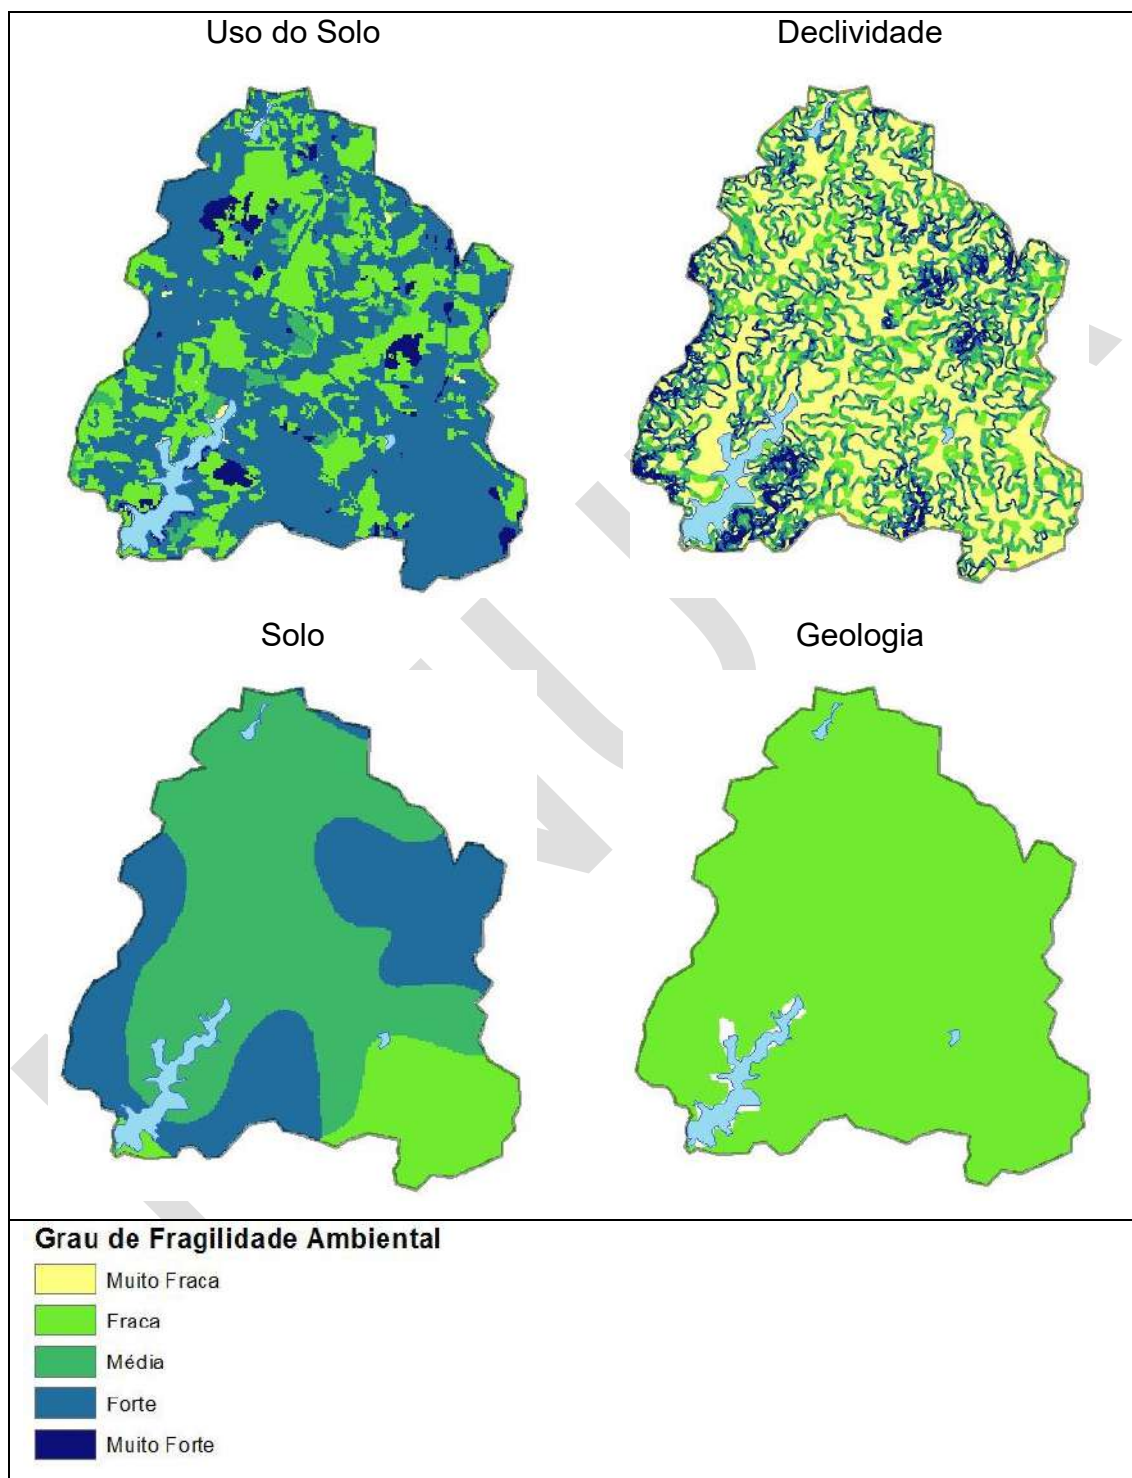 Uso do Solo
Declividade
Solo
Geologia
Grau de Fragilidade Ambiental
Muito Fraca
Fraca
Média
Forte
Muito Forte